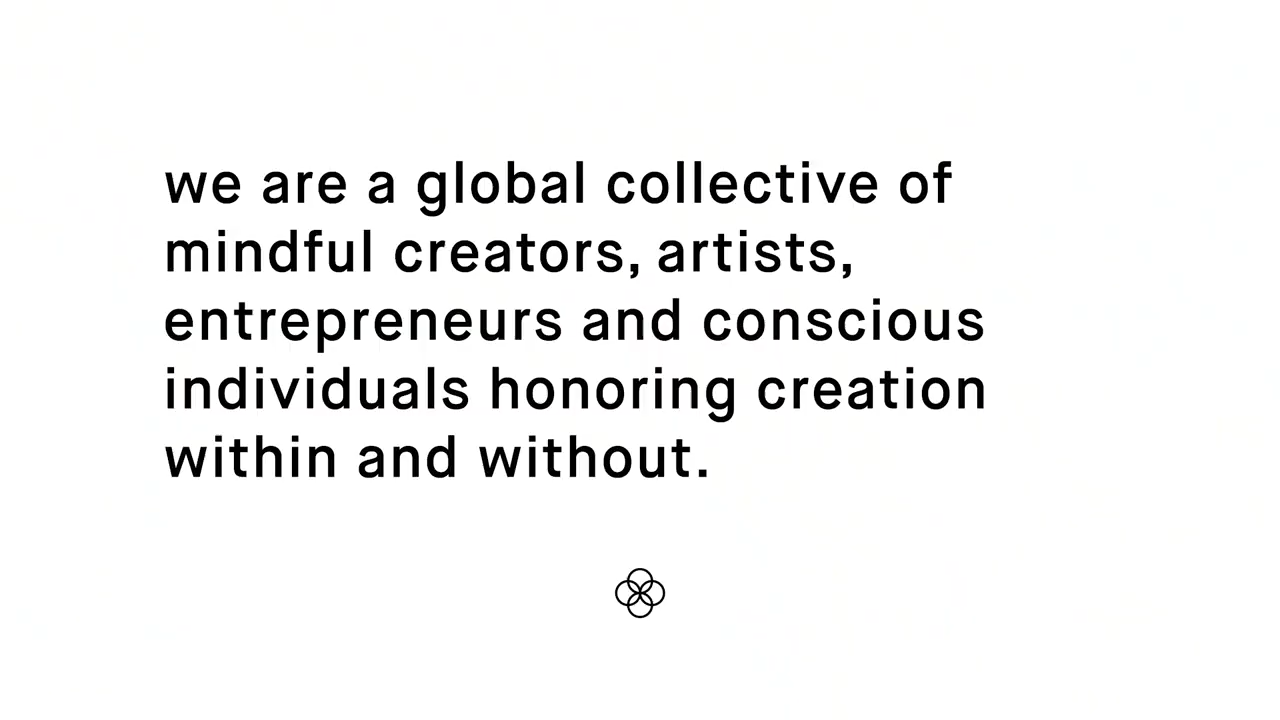 we are a global collective of
mindful creators, artists,
entrepreneurs and conscious
individuals honoring creation
within and without.